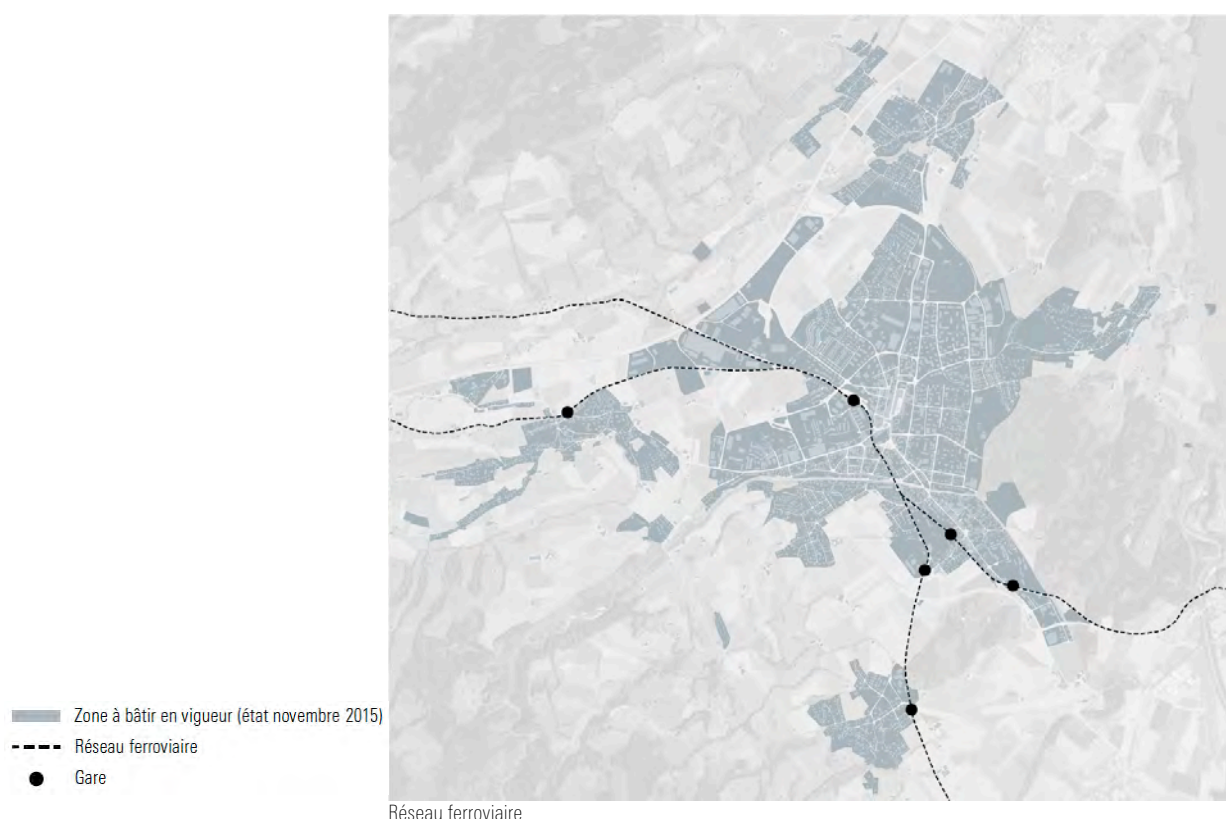 Zone à bâtir en vigueur (état novembre 2015)
Réseau ferroviaire
Gare
Réseau ferroviaire